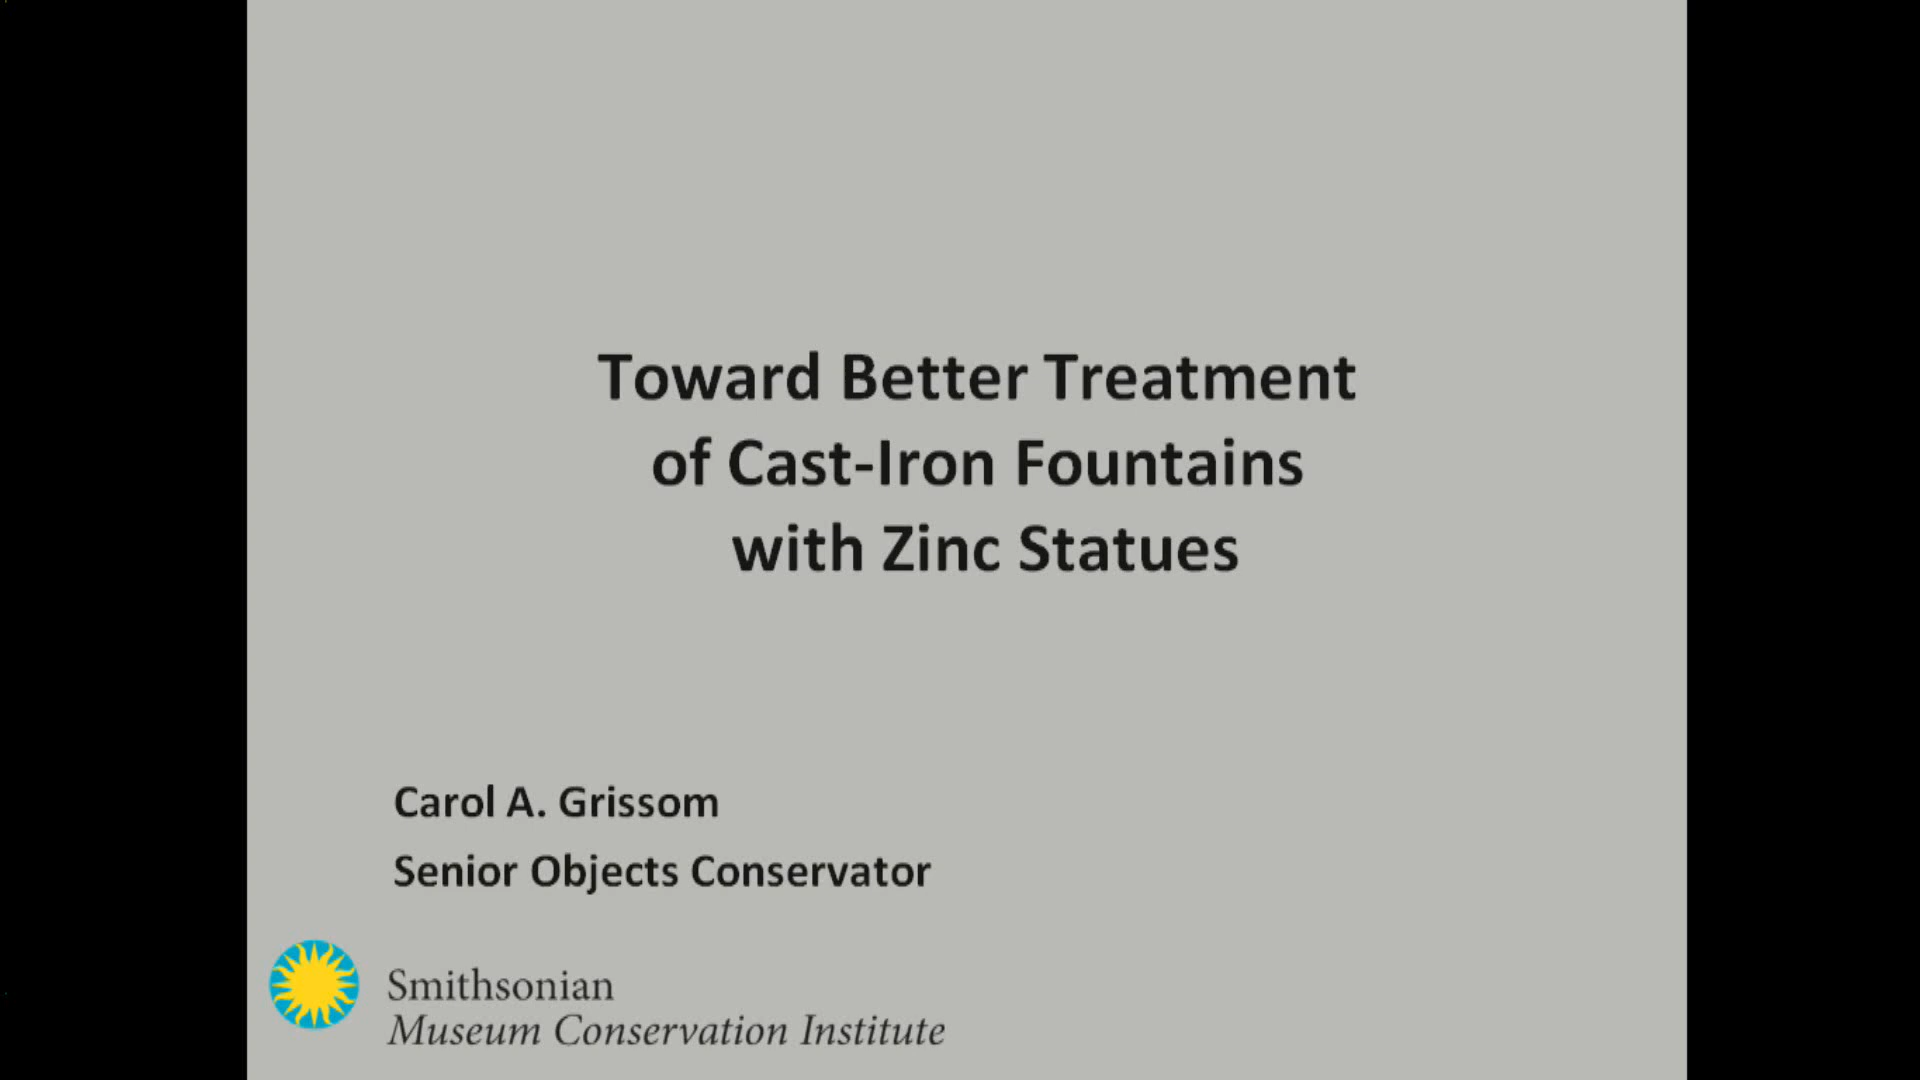 Toward Better Treatment
of Cast-Iron Fountains
with Zinc Statues
Carol A. Grissom
Senior Objects Conservator
Smithsonian
Museum Conservation Institute